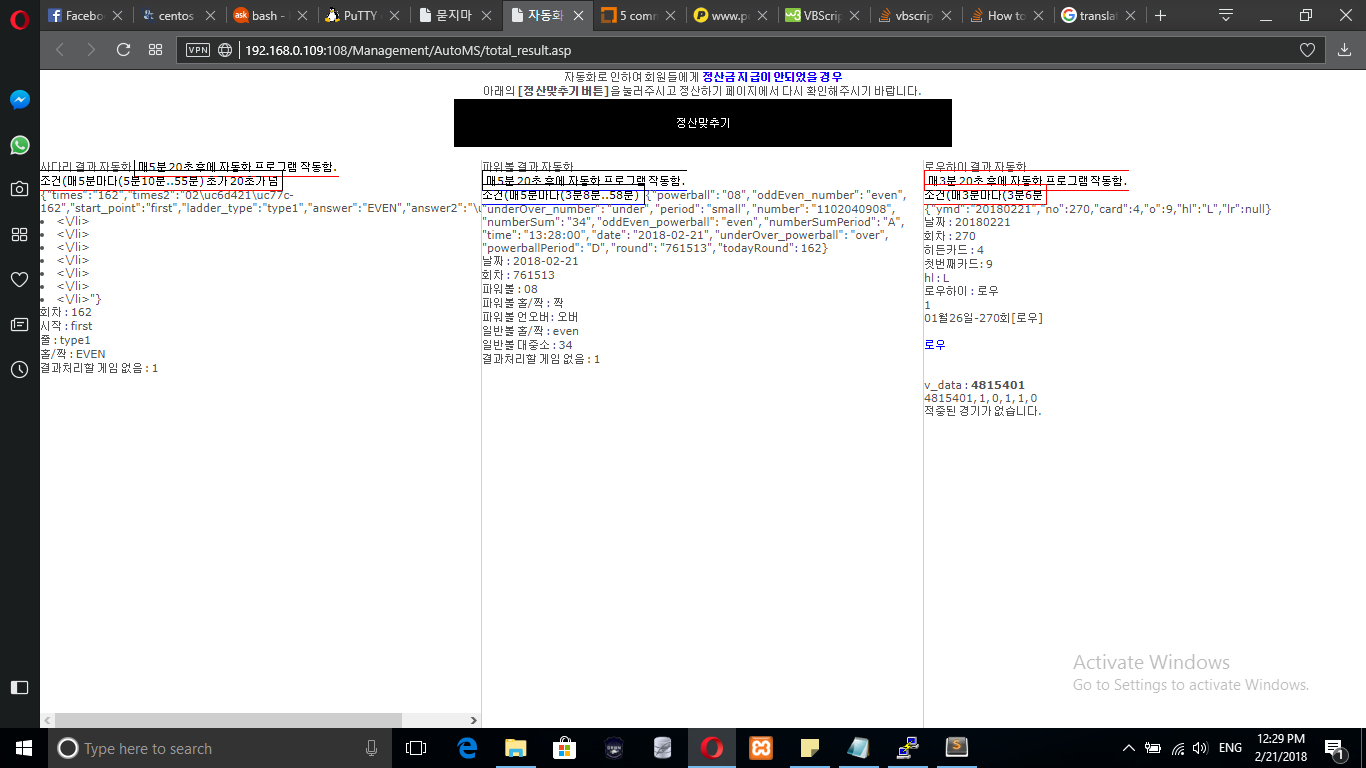 Facebo
centos
bash -
PuTTY
묻지마
자동화
5 comm
www.p
VBScrip
vbscrip
How to
transla
VPN 192.168.0.109:108/Management/AutoMS/total_result.asp
자동화로 인하여 회원들에게 정산금 지급이 안되었을 경우
아래의 [정산맞추기 버튼]을 눌러주시고 정산하기 페이지에서 다시 확인해주시기 바랍니다.
정산맞추기
사다리 결과 자동화 매5분 20초 후에 자동화 프로그램 작동함.
조건(매5분마다(5분10분..55분) 초가 20초가 넘
{"times":"162","times2":"02\uc6d421\uc77c-
162","start_point":"first","ladder_type":"type1","answer":"EVEN","answer2":"\u
• <\/li>
• <\/li>
• <\/li>
• <\/li>
• <\/li>
• <\/li>
• <\/li>"}
회차 : 162
시작 : first
줄 : type1
홀/짝 : EVEN
결과처리할 게임 없음 : 1
파워볼 결과 자동화
매5분 20초 후에 자동화 프로그램 작동함.
조건(매5분마다(3분8분..58분) {"powerball": "08", "oddEven_number": "even",
"underOver_number": "under", "period": "small", "number": "1102040908",
"numberSum": "34", "oddEven_powerball": "even", "numberSumPeriod": "A",
"time": "13:28:00", "date": "2018-02-21", "underOver_powerball": "over",
"powerballPeriod": "D", "round": "761513", "todayRound": 162}
날짜 : 2018-02-21
회차 : 761513
파워볼 : 08
파워볼 홀/짝 : 짝
파워볼 언오버: 오버
일반볼 홀/짝 : even
일반볼 대중소 : 34
결과처리할 게임 없음 : 1
로우하이 결과 자동화
매3분 20초 후에 자동화 프로그램 작동함.
조건(매3분마다(3분6분
{"ymd":"20180221","no":270,"card":4,"o":9,"hl":"L","lr":null}
날짜 : 20180221
회차 : 270
히든카드 : 4
첫번째카드: 9
hl : L
로우하이 : 로우
1
01월26일-270회[로우]
로우
v_data : 4815401
4815401, 1, 0, 1, 1, 0
적중된 경기가 없습니다.
Activate Windows
Go to Settings to activate Windows.
Type here to search
ENG
12:29 PM
2/21/2018
1